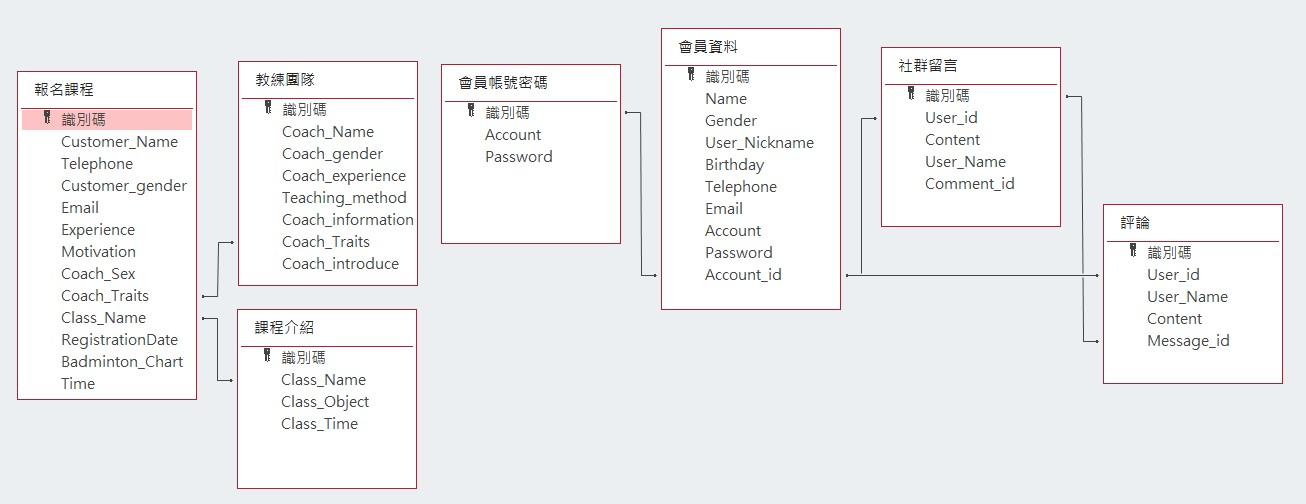 報名課程
識別碼
Customer_Name
Telephone
Customer_gender
Email
Experience
Motivation
Coach_Sex
Coach_Traits
Class_Name
RegistrationDate
Badminton_Chart
Time
教練團隊
識別碼
Coach_Name
Coach_gender
Coach_experience
Teaching_method
Coach_information
Coach_Traits
Coach_introduce
課程介紹
識別碼
Class_Name
Class_Object
Class_Time
會員帳號密碼
識別碼
Account
Password
會員資料
識別碼
Name
Gender
User_Nickname
Birthday
Telephone
Email
Account
Password
Account_id
社群留言
識別碼
User_id
Content
User_Name
Comment_id
評論
識別碼
User_id
User_Name
Content
Message_id